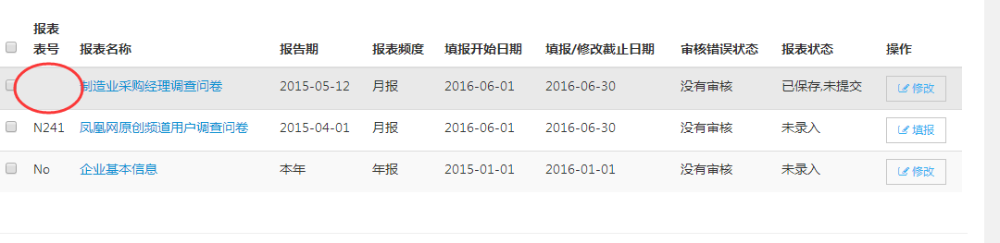 报表
表号 报表名称 报告期 报表频度 填报开始日期 填报/修改截止日期 审核错误状态 报表状态 操作
制造业采购经理调查问卷 2015-05-12 月报 2016-06-01 2016-06-30 没有审核 已保存,未提交 修改
N241 凤凰网原创频道用户调查问卷 2015-04-01 月报 2016-06-01 2016-06-30 没有审核 未录入 填报
No 企业基本信息 本年 年报 2015-01-01 2016-01-01 没有审核 未录入 修改